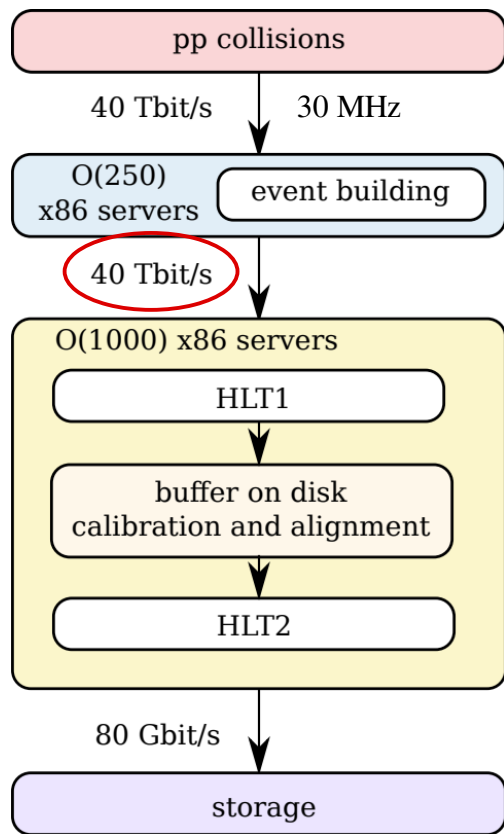 pp collisions
40 Tbit/s 30 MHz
O(250)
x86 servers
event building
40 Tbit/s
O(1000) x86 servers
HLT1
buffer on disk
calibration and alignment
HLT2
80 Gbit/s
storage